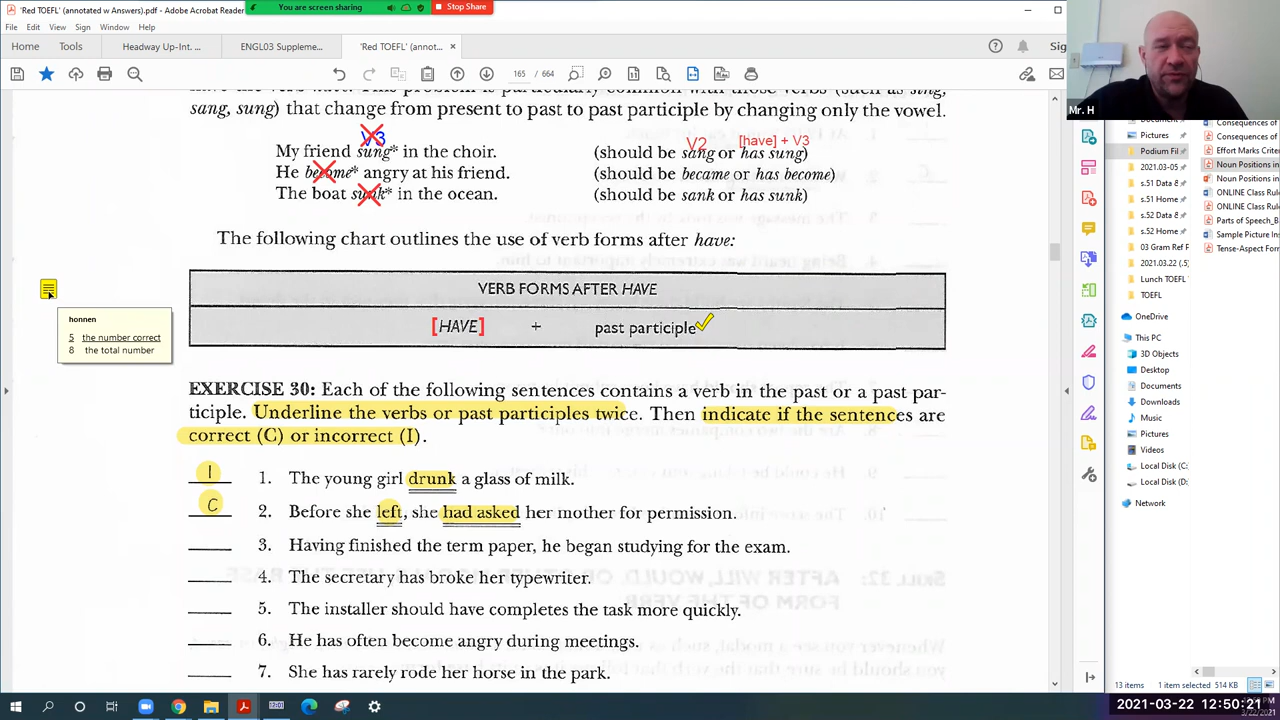 'Red TOEFL' (annotated w Answers).pdf - Adobe Acrobat Reader
You are screen sharing
Stop Share
File Edit View Sign Window Help
Home Tools Headway Up-Int. ... ENGL03 Suppleme... 'Red TOEFL' (annot... × Sig
165 / 664
sang, sung) that change from present to past to past participle by changing only the vowel.
V3
V2 [have] + V3
My friend sung* in the choir. (should be sang or has sung)
He become* angry at his friend. (should be became or has become)
The boat sunk* in the ocean. (should be sank or has sunk)
The following chart outlines the use of verb forms after have:
VERB FORMS AFTER HAVE
[HAVE] + past participle
honnen
5 the number correct
8 the total number
EXERCISE 30: Each of the following sentences contains a verb in the past or a past par-
ticiple. Underline the verbs or past participles twice. Then indicate if the sentences are
correct (C) or incorrect (I).
I 1. The young girl drunk a glass of milk.
C 2. Before she left, she had asked her mother for permission.
3. Having finished the term paper, he began studying for the exam.
4. The secretary has broke her typewriter.
5. The installer should have completes the task more quickly.
6. He has often become angry during meetings.
7. She has rarely rode her horse in the park.
Mr. H
Pictures
Podium Fil
2021-03-05
s.51 Data &
s.51 Home
s.52 Data &
s.52 Home
03 Gram Ref
2021.03.22 (.
Lunch TOEFL
TOEFL
OneDrive
This PC
3D Objects
Desktop
Documents
Downloads
Music
Pictures
Videos
Local Disk (C:
Local Disk (D:
Network
Consequences of
Consequences of
Effort Marks Criter
Noun Positions in
Noun Positions in
ONLINE Class Rule
ONLINE Class Rule
Parts of Speech_B
Sample Picture Ins
Tense-Aspect Form
13 items 1 item selected 514 KB
12:01
2021-03-22 12:50:21